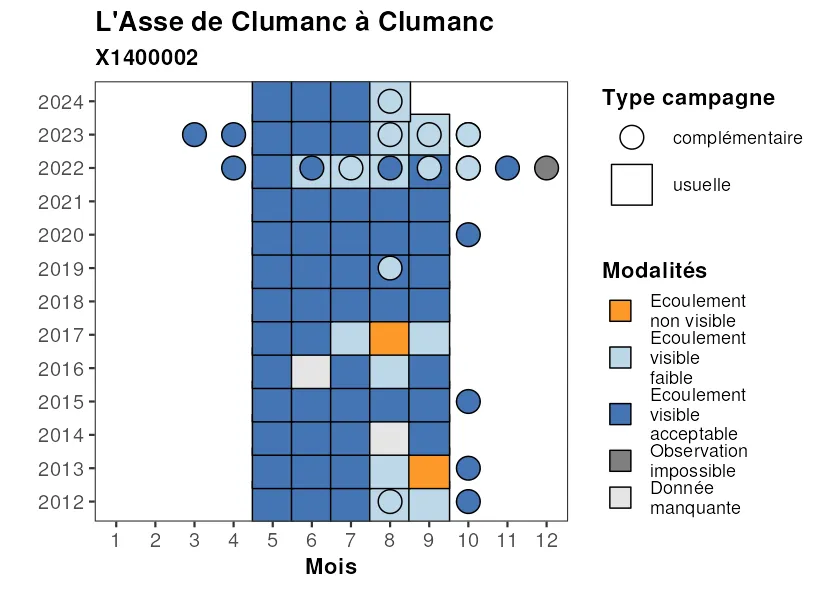 L'Asse de Clumanc à Clumanc
X1400002
2024
2023
2022
2021
2020
2019
2018
2017
2016
2015
2014
2013
2012
1 2 3 4 5 6 7 8 9 10 11 12
Mois
Type campagne
complémentaire
usuelle
Modalités
Ecoulement
non visible
Ecoulement
visible
faible
Ecoulement
visible
acceptable
Observation
impossible
Donnée
manquante